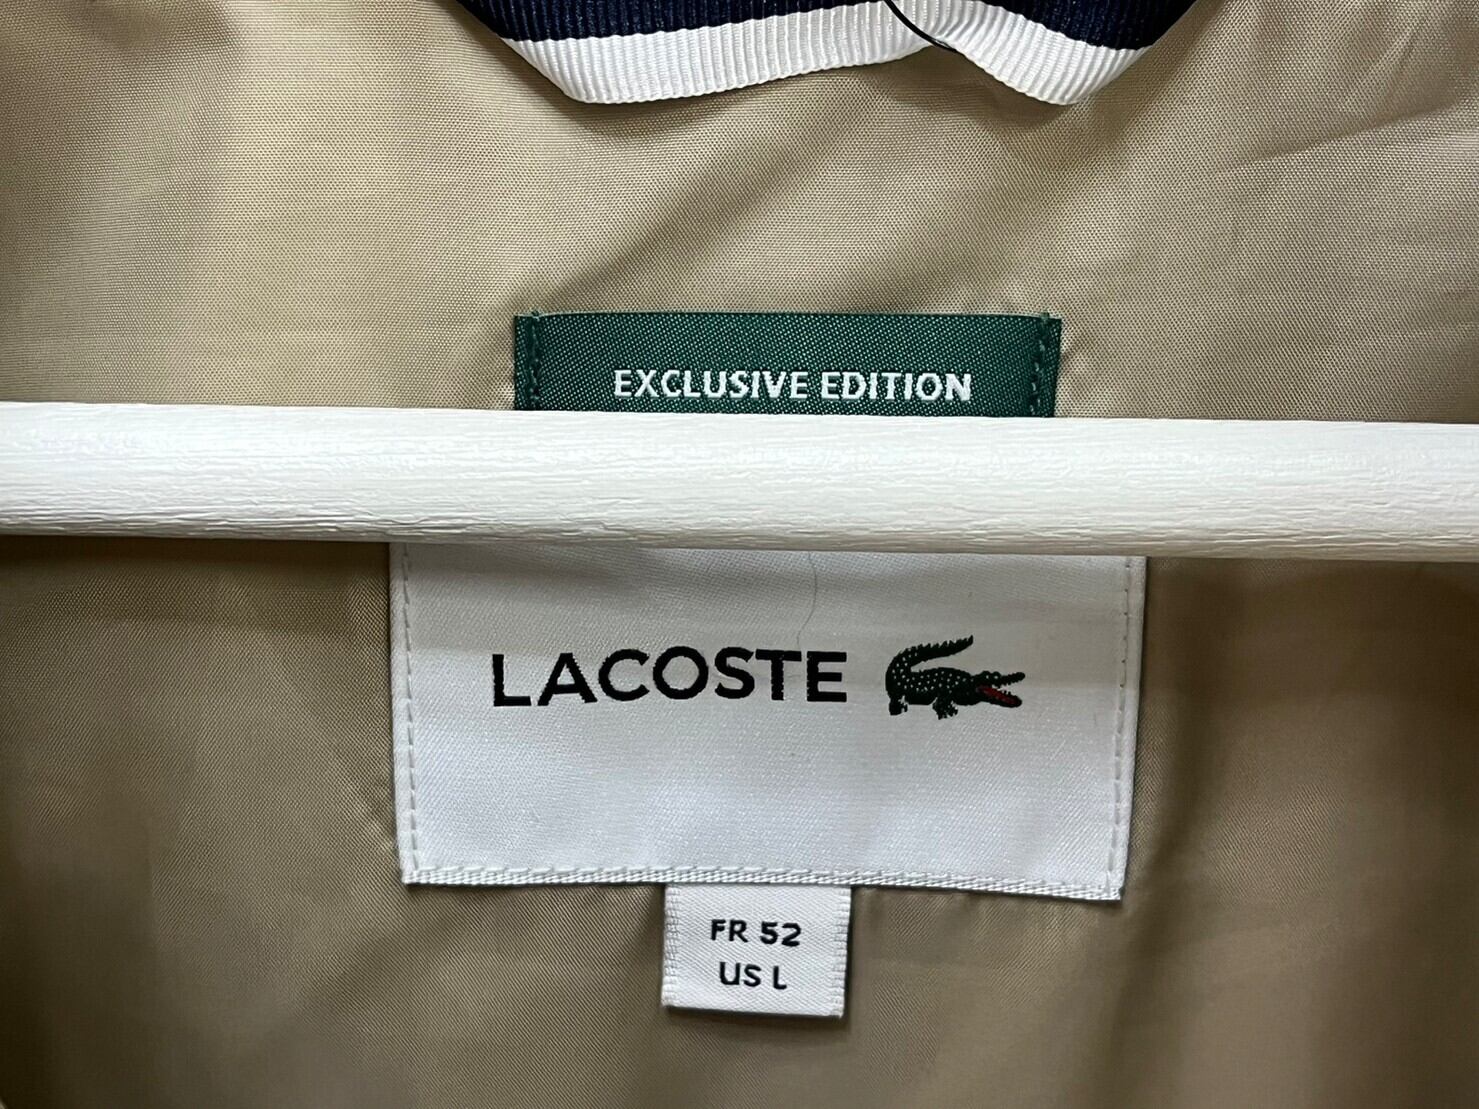 EXCLUSIVE EDITION
LACOSTE
FR 52
US L